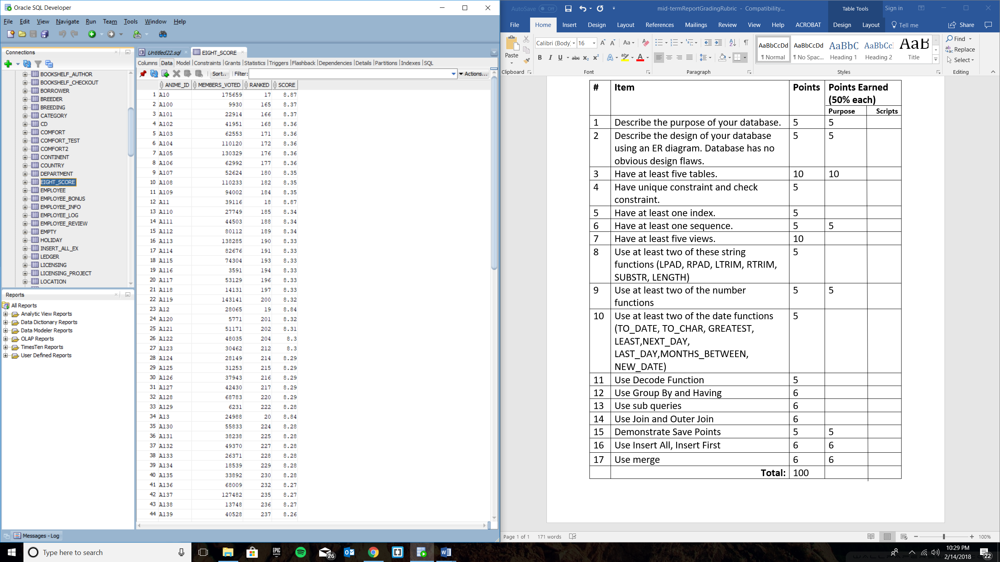 Oracle SQL Developer
File Edit View Navigate Run Team Tools Window Help
Connections
BOOKSHELF_AUTHOR
BOOKSHELF_CHECKOUT
BORROWER
BREEDER
BREEDING
CATEGORY
CD
COMFORT
COMFORT_TEST
COMFORT2
CONTINENT
COUNTRY
DEPARTMENT
EIGHT_SCORE
EMPLOYEE
EMPLOYEE_BONUS
EMPLOYEE_INFO
EMPLOYEE_LOG
EMPLOYEE_REVIEW
EMPTY
HOLIDAY
INSERT_ALL_EX
LEDGER
LICENSING
LICENSING_PROJECT
LOCATION
Reports
All Reports
Analytic View Reports
Data Dictionary Reports
Data Modeler Reports
OLAP Reports
TimesTen Reports
User Defined Reports
Messages - Log
Untitled22.sql EIGHT_SCORE
Columns Data Model Constraints Grants Statistics Triggers Flashback Dependencies Details Partitions Indexes SQL
Sort.. Filter: Actions...
ANIME_ID MEMBERS_VOTED RANKED SCORE
1 A10 175659 17 8.87
2 A100 9930 165 8.37
3 A101 22914 166 8.37
4 A102 41951 168 8.36
5 A103 62553 171 8.36
6 A104 110120 172 8.36
7 A105 130329 176 8.36
8 A106 62992 177 8.36
9 A107 52624 180 8.35
10 A108 110233 182 8.35
11 A109 94002 184 8.35
12 A11 39116 18 8.87
13 A110 27749 185 8.34
14 A111 44503 188 8.34
15 A112 80112 189 8.34
16 A113 138285 190 8.33
17 A114 82676 191 8.33
18 A115 74304 193 8.33
19 A116 3591 194 8.33
20 A117 53129 196 8.33
21 A118 14131 197 8.33
22 A119 143141 200 8.32
23 A12 28065 19 8.84
24 A120 5771 201 8.32
25 A121 51171 202 8.31
26 A122 48035 204 8.3
27 A123 30462 212 8.3
28 A124 28149 214 8.29
29 A125 31253 215 8.29
30 A126 37943 216 8.29
31 A127 42430 217 8.29
32 A128 68783 220 8.29
33 A129 6231 222 8.28
34 A13 24988 20 8.84
35 A130 55833 224 8.28
36 A131 38238 225 8.28
37 A132 49370 227 8.28
38 A133 26371 228 8.28
39 A134 18539 229 8.28
40 A135 33892 230 8.28
41 A136 68009 232 8.27
42 A137 127482 235 8.27
43 A138 13748 236 8.27
44 A139 40528 237 8.26
AutoSave Off mid-termReportGradingRubric - Compatibility... Table Tools Sign in
File Home Insert Design Layout References Mailings Review View Help ACROBAT Design Layout Tell me Share
Paste
Clipboard
Calibri (Body) 16
Font
Paragraph
AaBbCcDd AaBbCcDd AaBbC AaBbCcl AaB
¶ Normal ¶ No Spac... Heading 1 Heading 2 Title
Styles
Find
Replace
Select
Editing
# Item Points Points Earned
(50% each)
Purpose Scripts
1 Describe the purpose of your database. 5 5
2 Describe the design of your database 5 5
using an ER diagram. Database has no
obvious design flaws.
3 Have at least five tables. 10 10
4 Have unique constraint and check 5
constraint.
5 Have at least one index. 5
6 Have at least one sequence. 5 5
7 Have at least five views. 10
8 Use at least two of these string 5
functions (LPAD, RPAD, LTRIM, RTRIM,
SUBSTR, LENGTH)
9 Use at least two of the number 5 5
functions
10 Use at least two of the date functions 5
(TO_DATE, TO_CHAR, GREATEST,
LEAST,NEXT_DAY,
LAST_DAY,MONTHS_BETWEEN,
NEW_DATE)
11 Use Decode Function 5
12 Use Group By and Having 6
13 Use sub queries 6
14 Use Join and Outer Join 6
15 Demonstrate Save Points 5 5
16 Use Insert All, Insert First 6 6
17 Use merge 6 6
Total: 100
Page 1 of 1 171 words 100%
Type here to search
EPIC GAMES
26
10:29 PM
2/14/2018
22